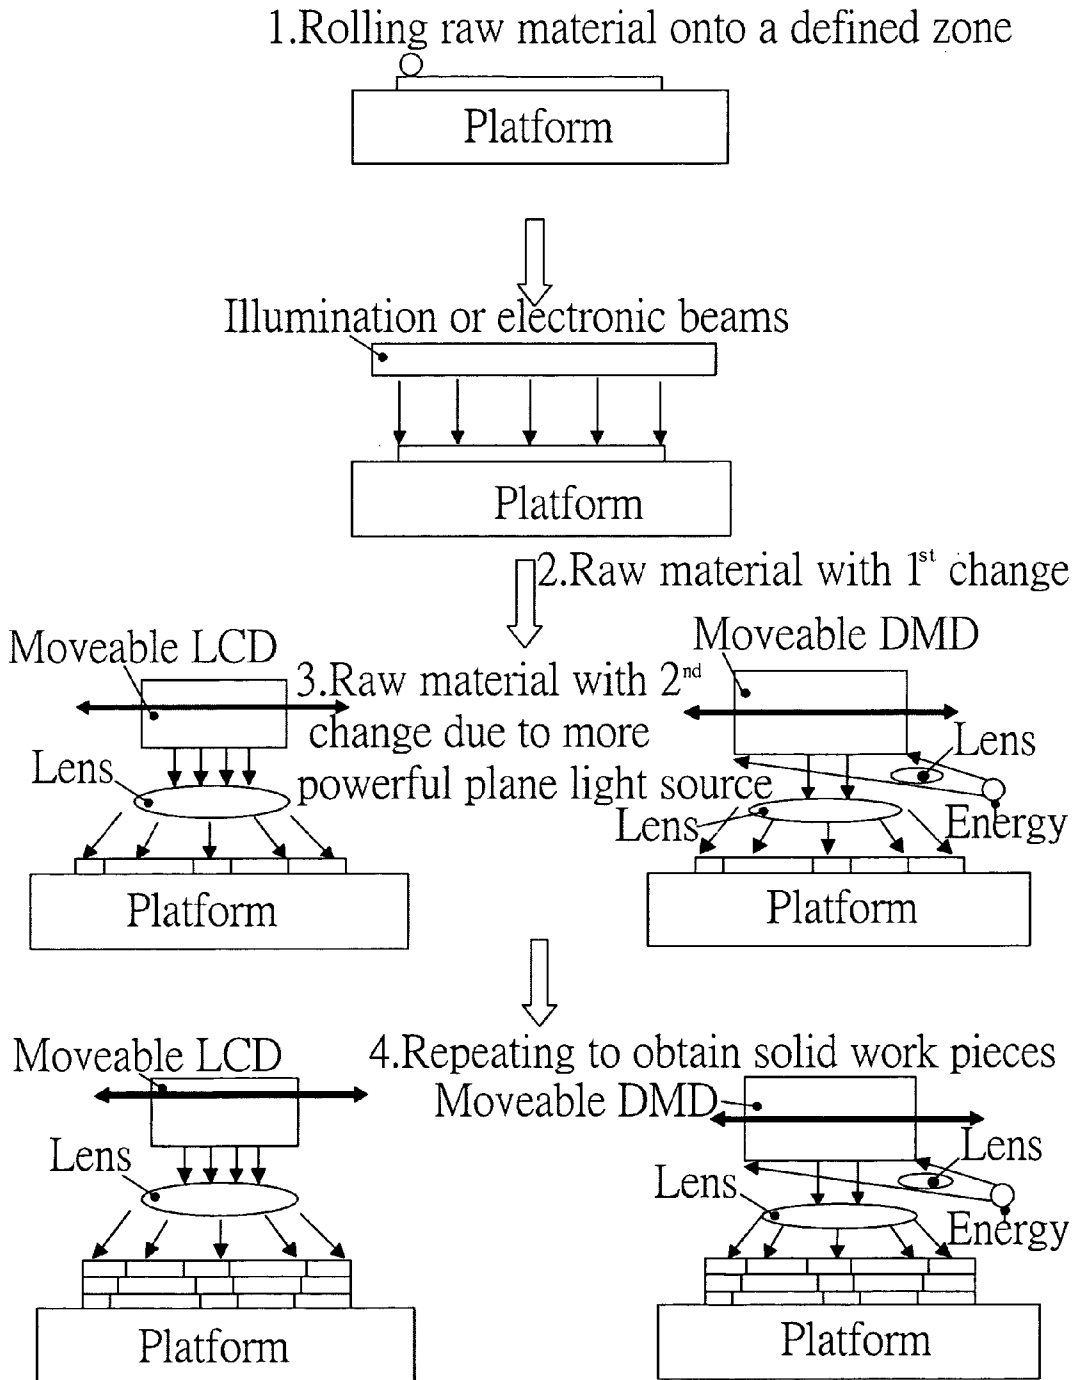 1.Rolling raw material onto a defined zone
Platform
Illumination or electronic beams
Platform
2.Raw material with 1st change
Moveable LCD
3.Raw material with 2nd
change due to more
powerful plane light source
Lens
Platform
Moveable DMD
Lens
Lens
Energy
Platform
4.Repeating to obtain solid work pieces
Moveable LCD
Lens
Platform
Moveable DMD
Lens
Lens
Energy
Platform